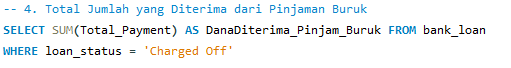 -- 4. Total Jumlah yang Diterima dari Pinjaman Buruk
SELECT SUM(Total_Payment) AS DanaDiterima_Pinjam_Buruk FROM bank_loan
WHERE loan_status = 'Charged Off'